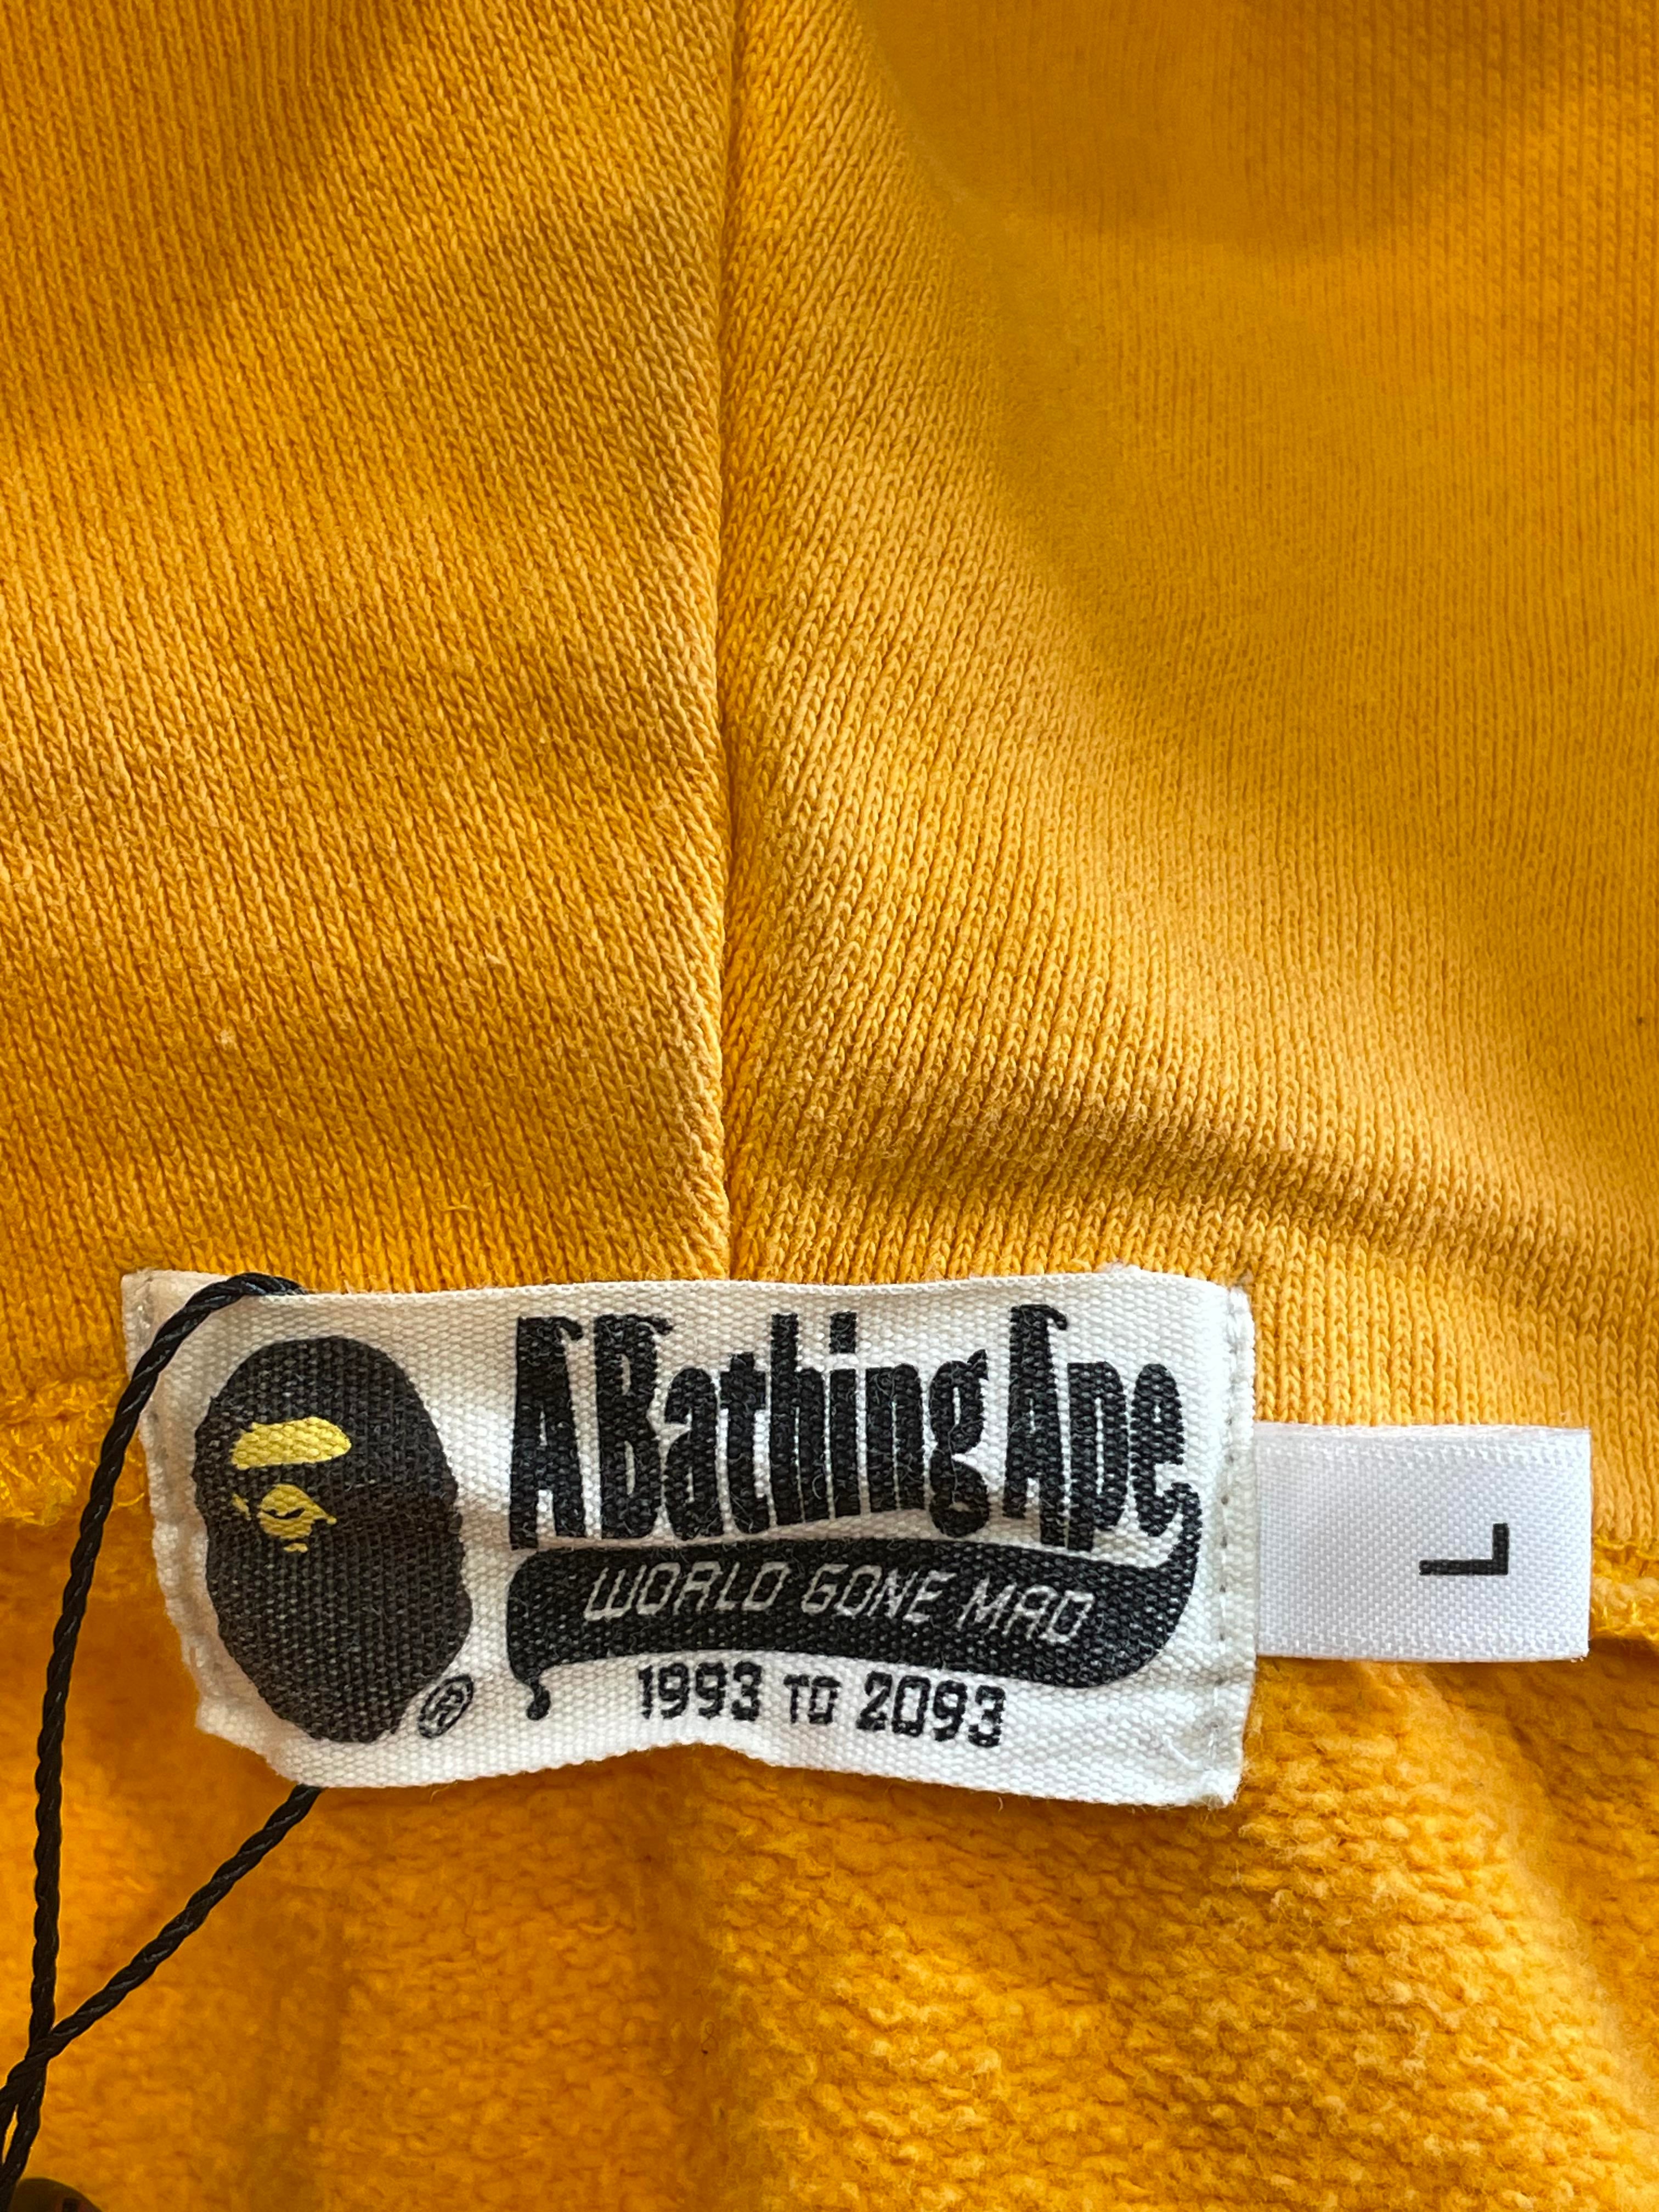 A Bathing Ape
WORLD GONE MAD
1993 TO 2093
®
L